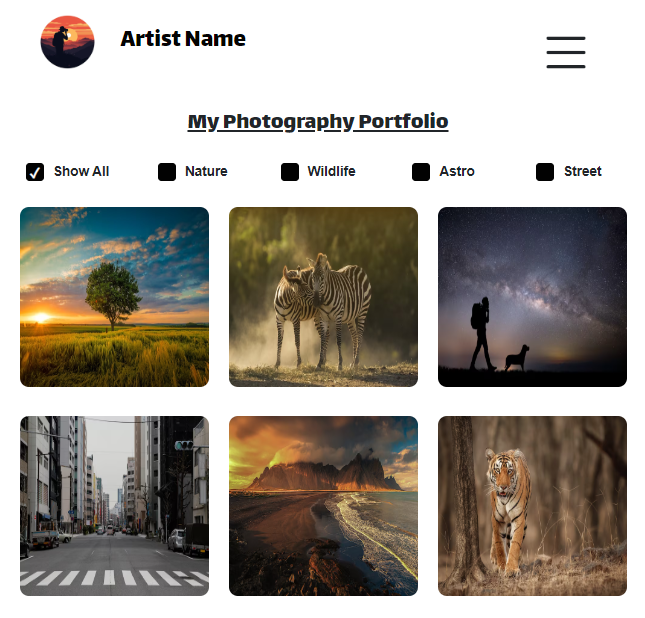 Artist Name
My Photography Portfolio
Show All Nature Wildlife Astro Street